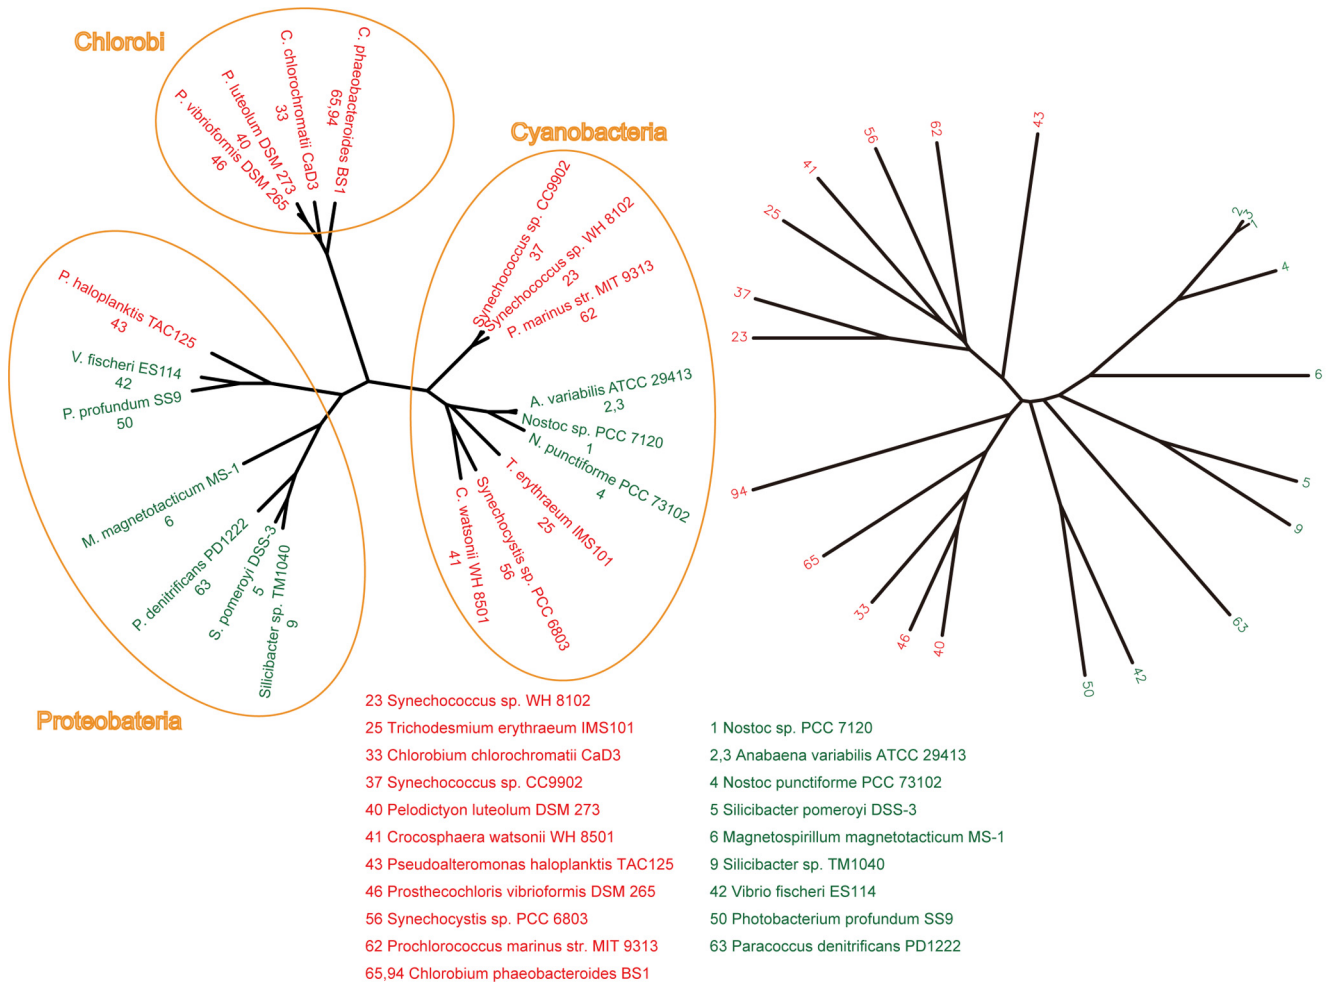 Chlorobi
P. vibrioformis DSM 265
46
P. luteolum DSM 273
40
C. chlorochromatii CaD3
33
C. phaeobacteroides BS1
65,94
Cyanobacteria
Synechococcus sp. CC9902
37
Synechococcus sp. WH 8102
23
P. marinus str. MIT 9313
62
A. variabilis ATCC 29413
2,3
Nostoc sp. PCC 7120
1
N. punctiforme PCC 73102
4
T. erythraeum IMS101
25
Synechocystis sp. PCC 6803
56
C. watsonii WH 8501
41
P. haloplanktis TAC125
43
V. fischeri ES114
42
P. profundum SS9
50
M. magnetotacticum MS-1
6
P. denitrificans PD1222
63
S. pomeroyi DSS-3
5
Silicibacter sp. TM1040
9
Proteobateria
43
62
56
41
25
37
23
2
3
1
4
6
5
9
63
42
50
94
65
33
46
40
23 Synechococcus sp. WH 8102
25 Trichodesmium erythraeum IMS101
33 Chlorobium chlorochromatii CaD3
37 Synechococcus sp. CC9902
40 Pelodictyon luteolum DSM 273
41 Crocosphaera watsonii WH 8501
43 Pseudoalteromonas haloplanktis TAC125
46 Prosthecochloris vibrioformis DSM 265
56 Synechocystis sp. PCC 6803
62 Prochlorococcus marinus str. MIT 9313
65,94 Chlorobium phaeobacteroides BS1
1 Nostoc sp. PCC 7120
2,3 Anabaena variabilis ATCC 29413
4 Nostoc punctiforme PCC 73102
5 Silicibacter pomeroyi DSS-3
6 Magnetospirillum magnetotacticum MS-1
9 Silicibacter sp. TM1040
42 Vibrio fischeri ES114
50 Photobacterium profundum SS9
63 Paracoccus denitrificans PD1222